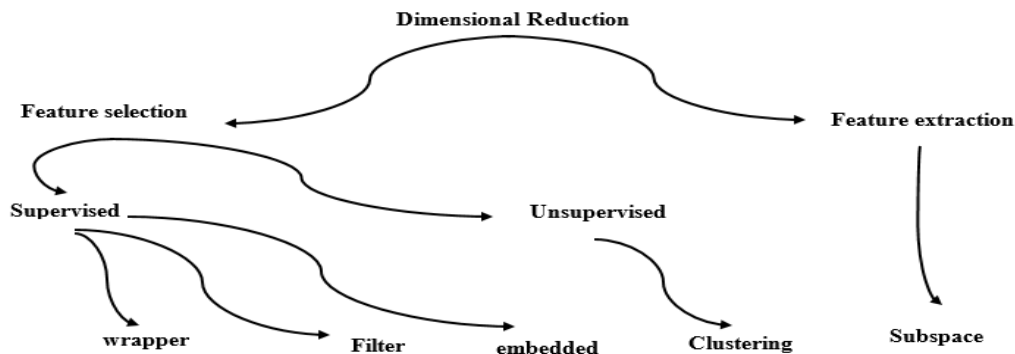 Dimensional Reduction
Feature selection
Feature extraction
Supervised
Unsupervised
wrapper
Filter
embedded
Clustering
Subspace